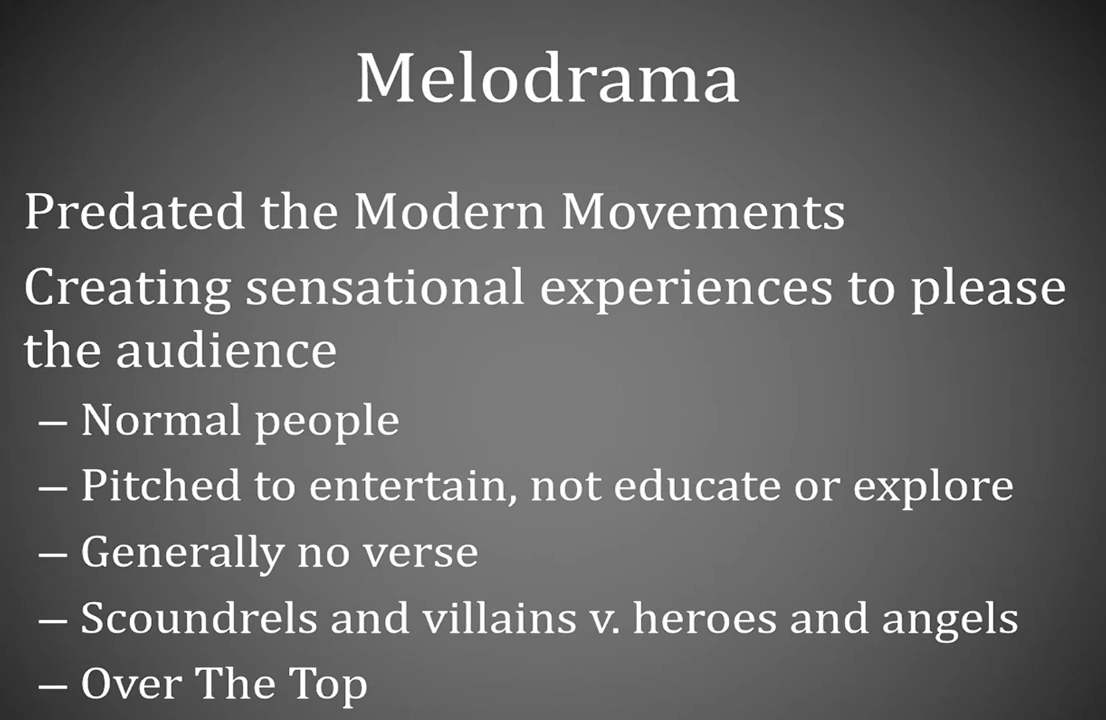 Melodrama
Predated the Modern Movements
Creating sensational experiences to please
the audience
– Normal people
– Pitched to entertain, not educate or explore
– Generally no verse
– Scoundrels and villains v. heroes and angels
– Over The Top